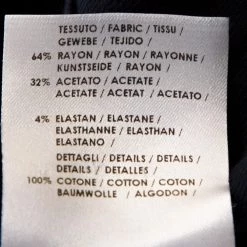 TESSUTO / FABRIC / TISSU /
GEWEBE / TEJIDO /
64% RAYON / RAYON / RAYONNE /
KUNSTSEIDE / RAYON /
32% ACETATO / ACETATE /
ACETATE / ACETAT / ACETATO /
4% ELASTAN / ELASTANE /
ELASTHANNE / ELASTHAN /
ELASTANO /
DETTAGLI / DETAILS / DETAILS /
DETAILS / DETALLES /
100% COTONE / COTTON / COTON /
BAUMWOLLE / ALGODON /